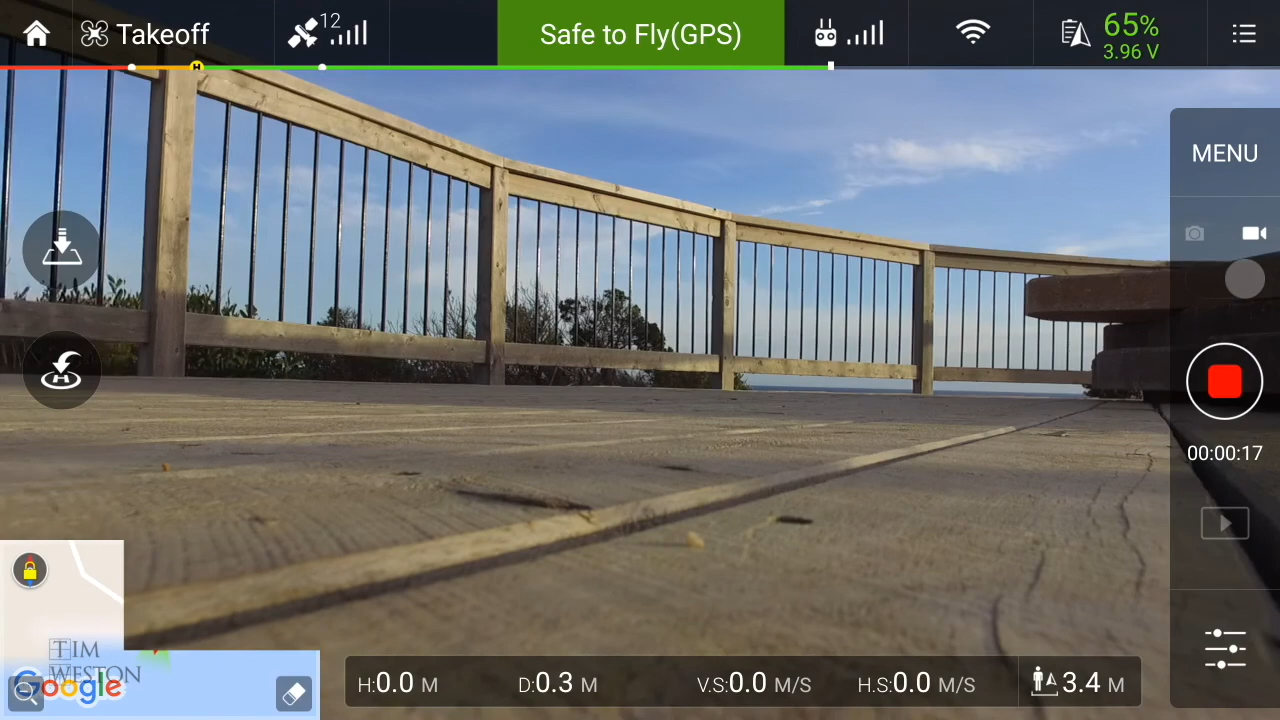 Takeoff
12
Safe to Fly(GPS)
65%
3.96 V
H
MENU
00:00:17
H
TIM
WESTON
Google
H:0.0 M
D:0.3 M
V.S:0.0 M/S
H.S:0.0 M/S
3.4 M